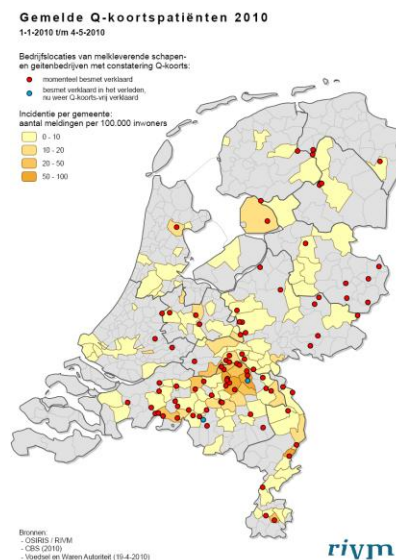 Gemelde Q-koortspatiënten 2010
1-1-2010 t/m 4-5-2010
Bedrijfslocaties van melkleverende schapen-
en geitenbedrijven met constatering Q-koorts:
momenteel besmet verklaard
besmet verklaard in het verleden,
nu weer Q-koorts-vrij verklaard
Incidentie per gemeente:
aantal meldingen per 100.000 inwoners
0 - 10
10 - 20
20 - 50
50 - 100
Bronnen:
- OSIRIS / RIVM
- CBS (2010)
- Voedsel en Waren Autoriteit (19-4-2010)
rivm